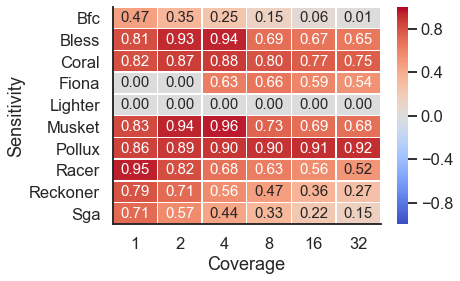 Bfc 0.47 0.35 0.25 0.15 0.06 0.01
Bless 0.81 0.93 0.94 0.69 0.67 0.65
Coral 0.82 0.87 0.88 0.80 0.77 0.75
Fiona 0.00 0.00 0.63 0.66 0.59 0.54
Lighter 0.00 0.00 0.00 0.00 0.00 0.00
Musket 0.83 0.94 0.96 0.73 0.69 0.68
Pollux 0.86 0.89 0.90 0.90 0.91 0.92
Racer 0.95 0.82 0.68 0.63 0.56 0.52
Reckoner 0.79 0.71 0.56 0.47 0.36 0.27
Sga 0.71 0.57 0.44 0.33 0.22 0.15
1 2 4 8 16 32
Coverage
Sensitivity
0.8
0.4
0.0
−0.4
−0.8